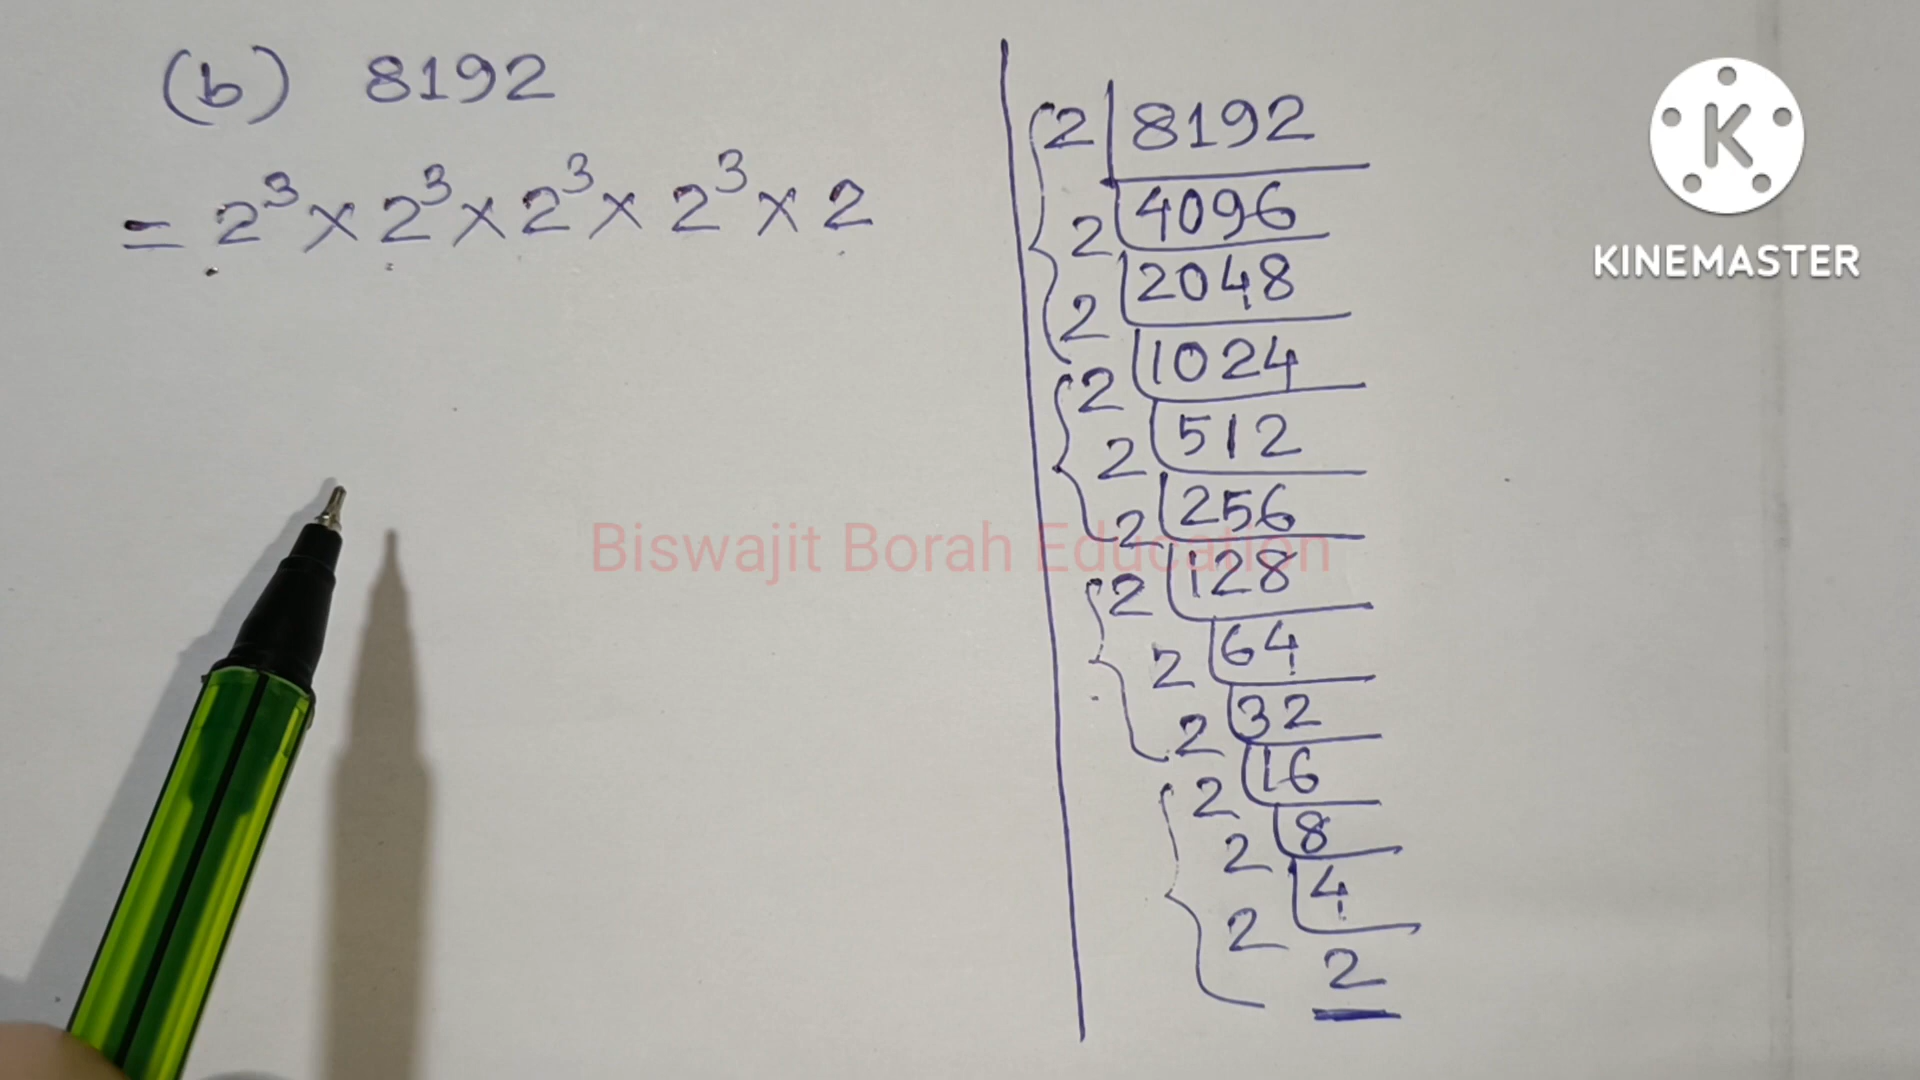 (b) 8192
= 2³ × 2³ × 2³ × 2³ × 2
2 | 8192
2 | 4096
2 | 2048
2 | 1024
2 | 512
2 | 256
2 | 128
2 | 64
2 | 32
2 | 16
2 | 8
2 | 4
2
K
KINEMASTER
Biswajit Borah Education